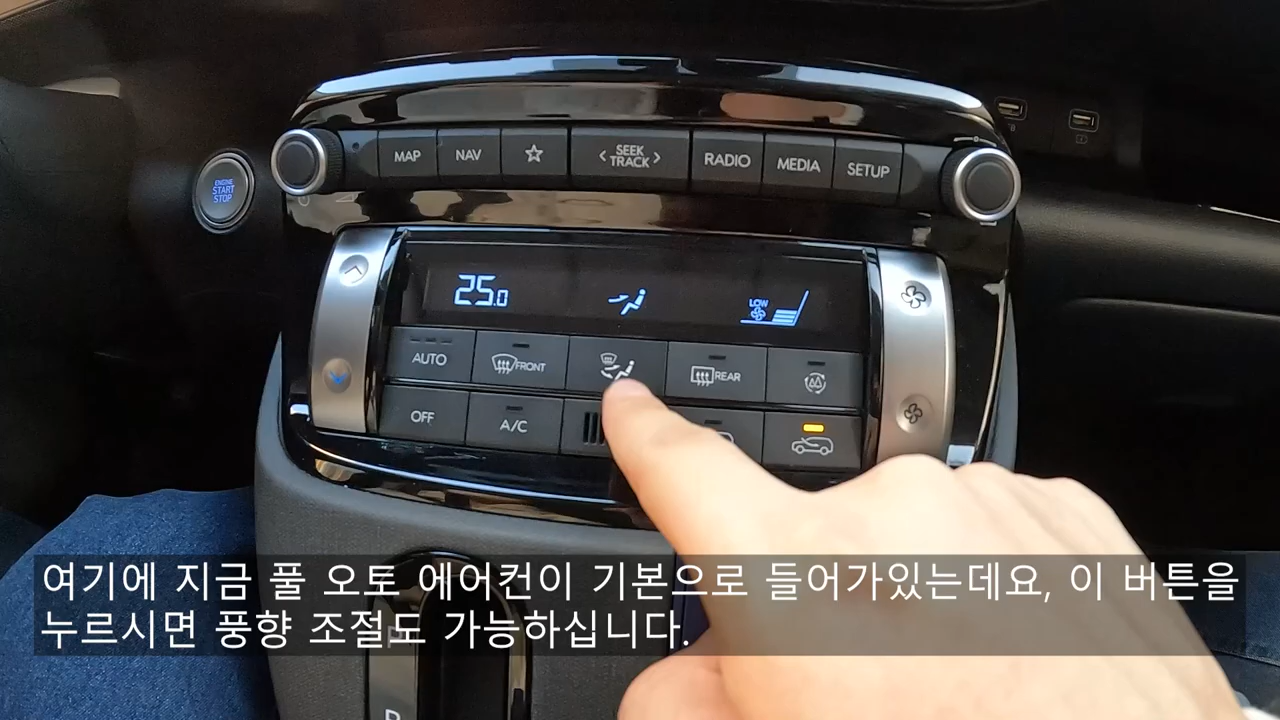 MAP
NAV
SEEK
TRACK
RADIO
MEDIA
SETUP
ENGINE
START
STOP
25.0
LOW
AUTO
FRONT
REAR
OFF
A/C
여기에 지금 풀 오토 에어컨이 기본으로 들어가있는데요, 이 버튼을
누르시면 풍향 조절도 가능하십니다.